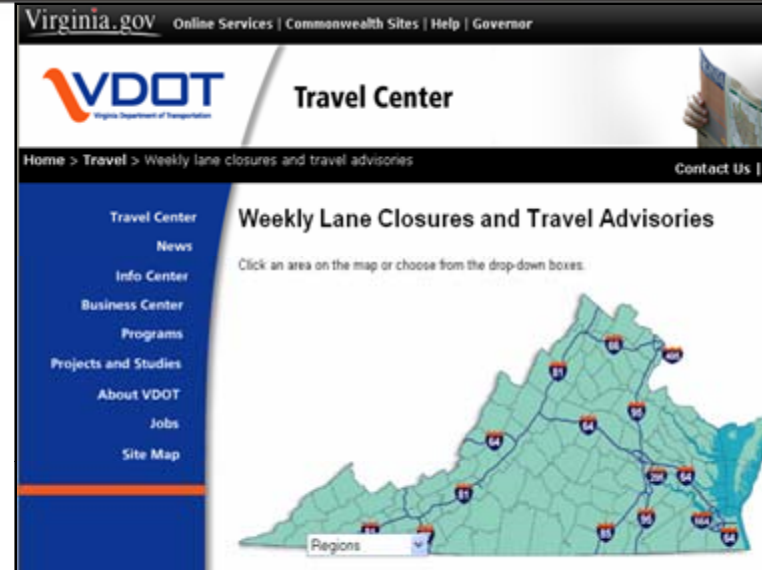 Virginia.gov Online Services | Commonwealth Sites | Help | Governor
VDOT
Virginia Department of Transportation
Travel Center
Home > Travel > Weekly lane closures and travel advisories
Contact Us |
Travel Center
News
Info Center
Business Center
Programs
Projects and Studies
About VDOT
Jobs
Site Map
Weekly Lane Closures and Travel Advisories
Click an area on the map or choose from the drop-down boxes.
66
495
81
95
64
64
81
295
64
95
85
664
64
Regions